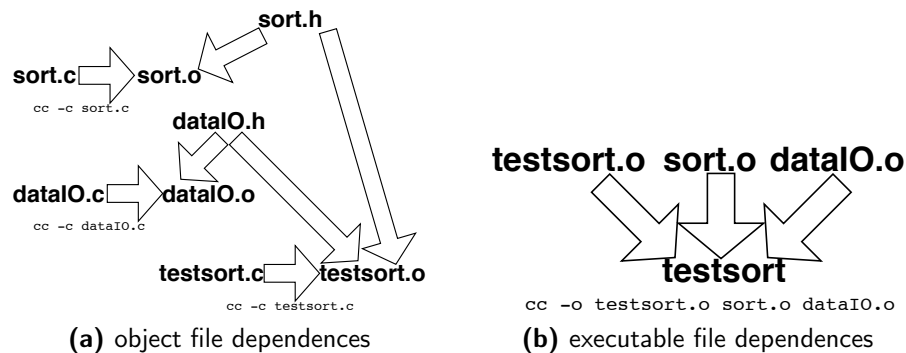 sort.h
sort.c sort.o
cc -c sort.c
dataIO.h
dataIO.c dataIO.o
cc -c dataIO.c
testsort.c testsort.o
cc -c testsort.c
(a) object file dependences
testsort.o sort.o dataIO.o
testsort
cc -o testsort.o sort.o dataIO.o
(b) executable file dependences